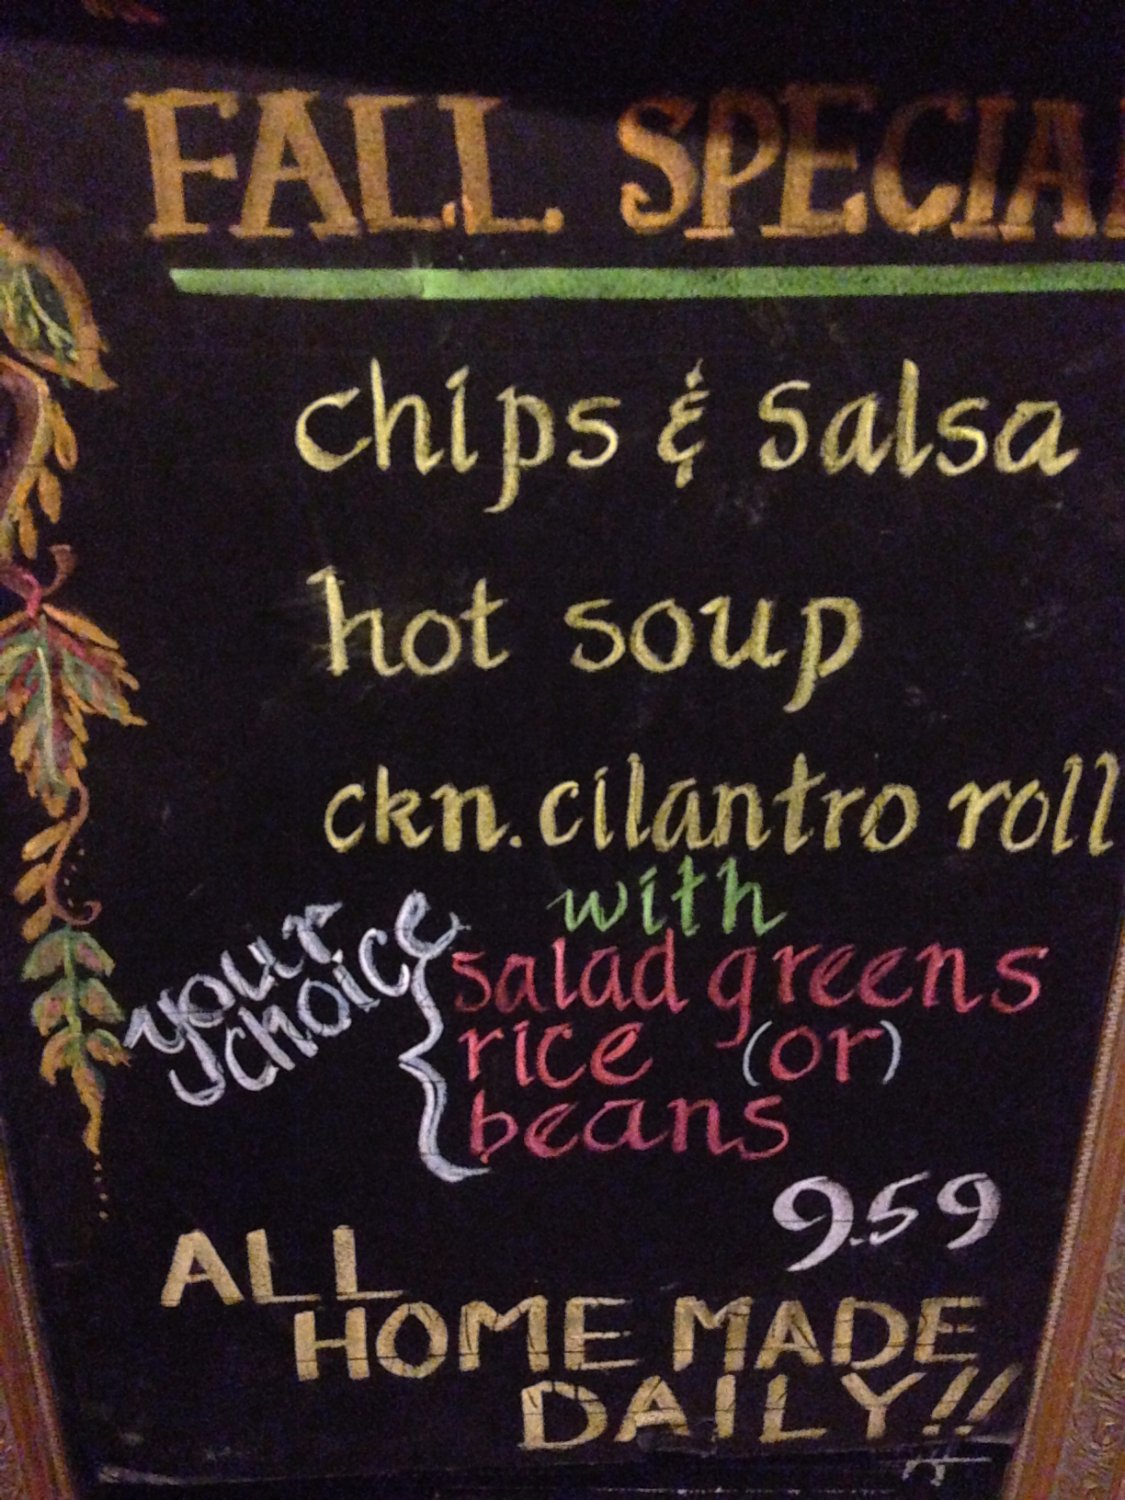 FALL SPECIAL
chips & salsa
hot soup
ckn. cilantro roll
with
your choice
salad greens
rice (or)
beans
9.59
ALL
HOME MADE
DAILY!!